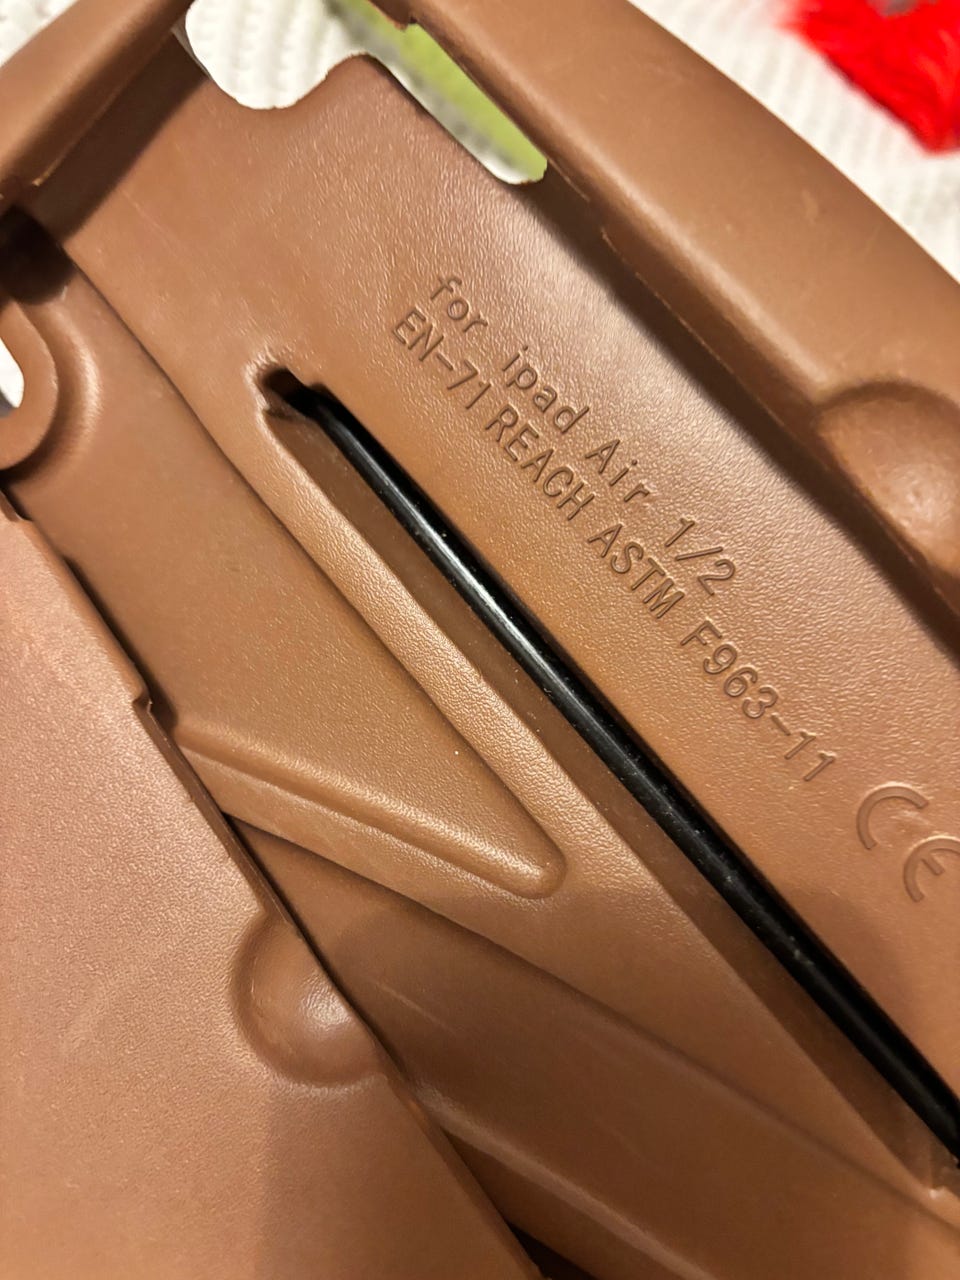 for ipad Air 1/2
EN-71 REACH ASTM F963-11
CE